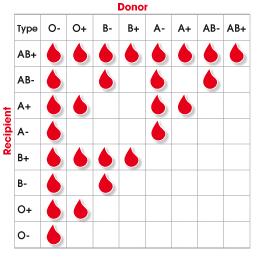 Donor
Type O- O+ B- B+ A- A+ AB- AB+
AB+
AB-
A+
A-
B+
B-
O+
O-
Recipient